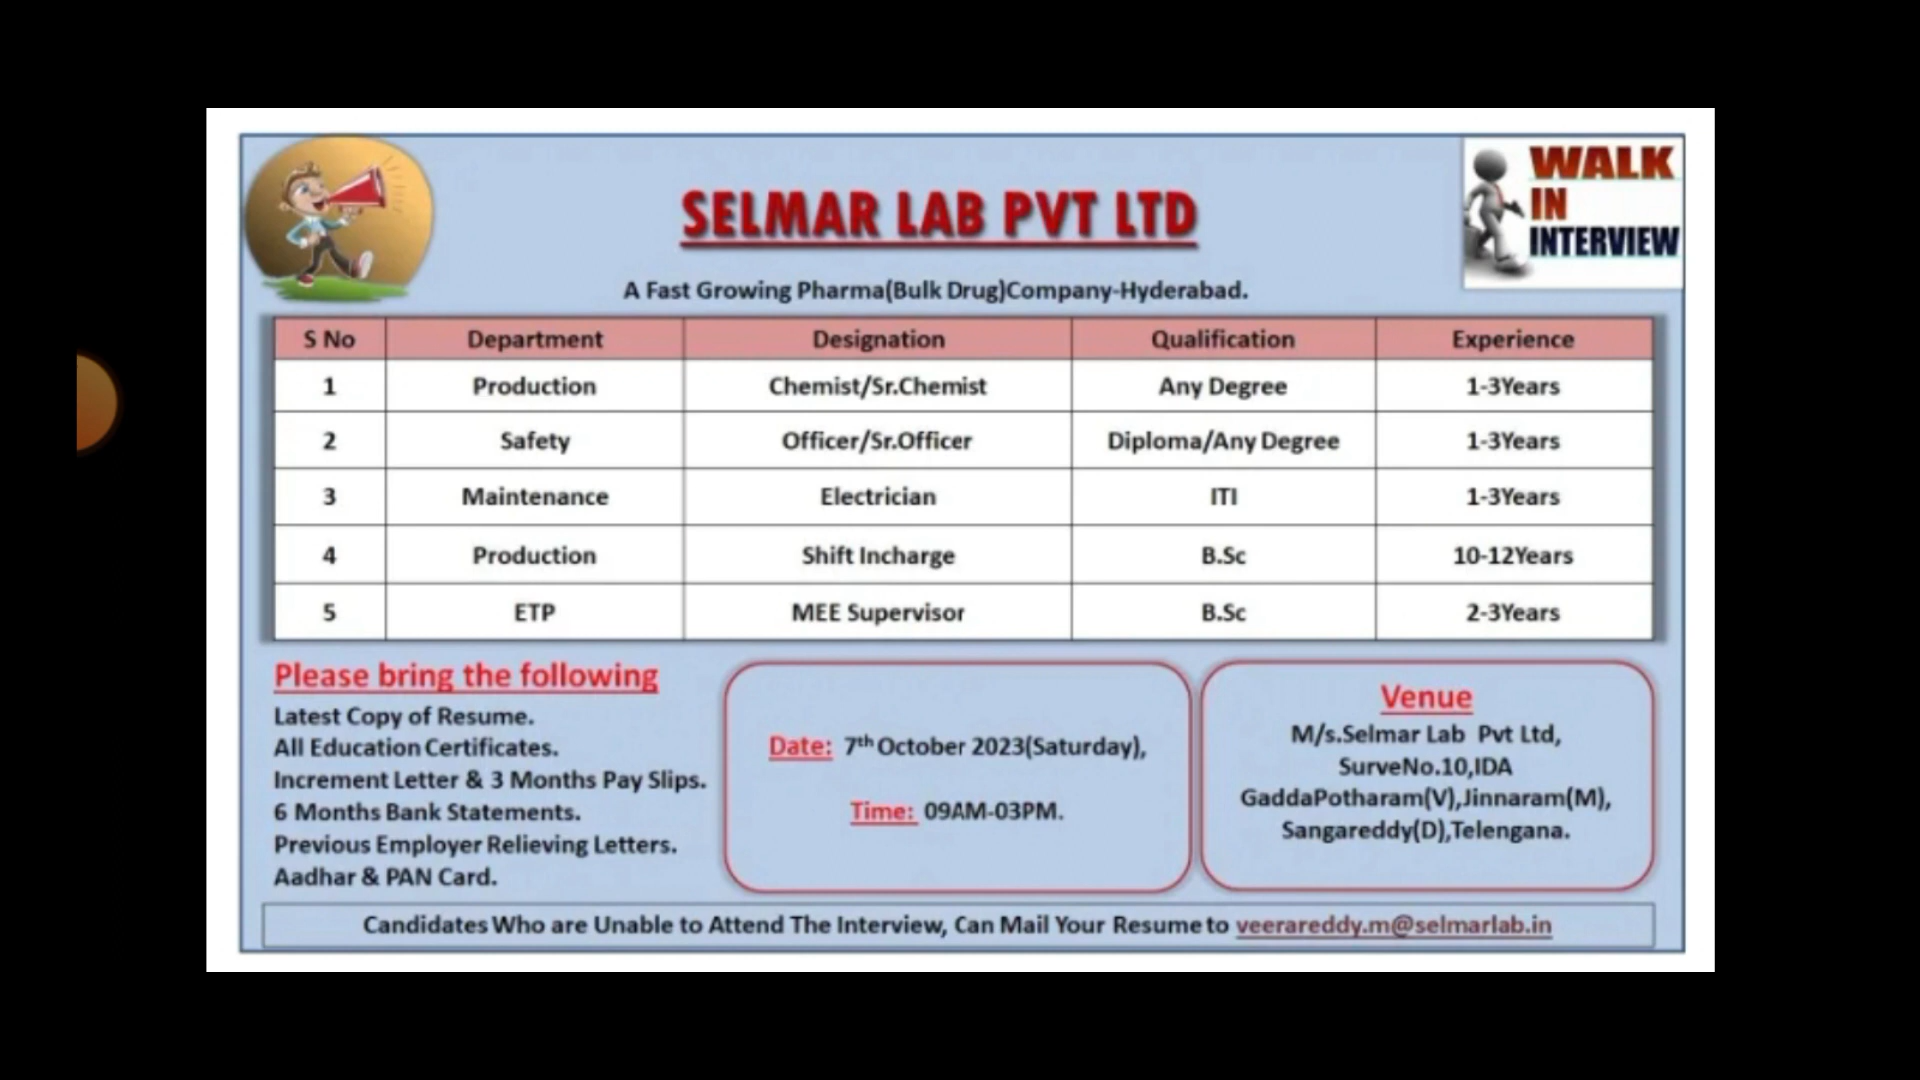 WALK
IN
INTERVIEW
SELMAR LAB PVT LTD
A Fast Growing Pharma(Bulk Drug)Company-Hyderabad.
S No Department Designation Qualification Experience
1 Production Chemist/Sr.Chemist Any Degree 1-3Years
2 Safety Officer/Sr.Officer Diploma/Any Degree 1-3Years
3 Maintenance Electrician ITI 1-3Years
4 Production Shift Incharge B.Sc 10-12Years
5 ETP MEE Supervisor B.Sc 2-3Years
Please bring the following
Latest Copy of Resume.
All Education Certificates.
Increment Letter & 3 Months Pay Slips.
6 Months Bank Statements.
Previous Employer Relieving Letters.
Aadhar & PAN Card.
Date: 7th October 2023(Saturday),
Time: 09AM-03PM.
Venue
M/s.Selmar Lab Pvt Ltd,
SurveNo.10,IDA
GaddaPotharam(V),Jinnaram(M),
Sangareddy(D),Telengana.
Candidates Who are Unable to Attend The Interview, Can Mail Your Resume to veerareddy.m@selmarlab.in